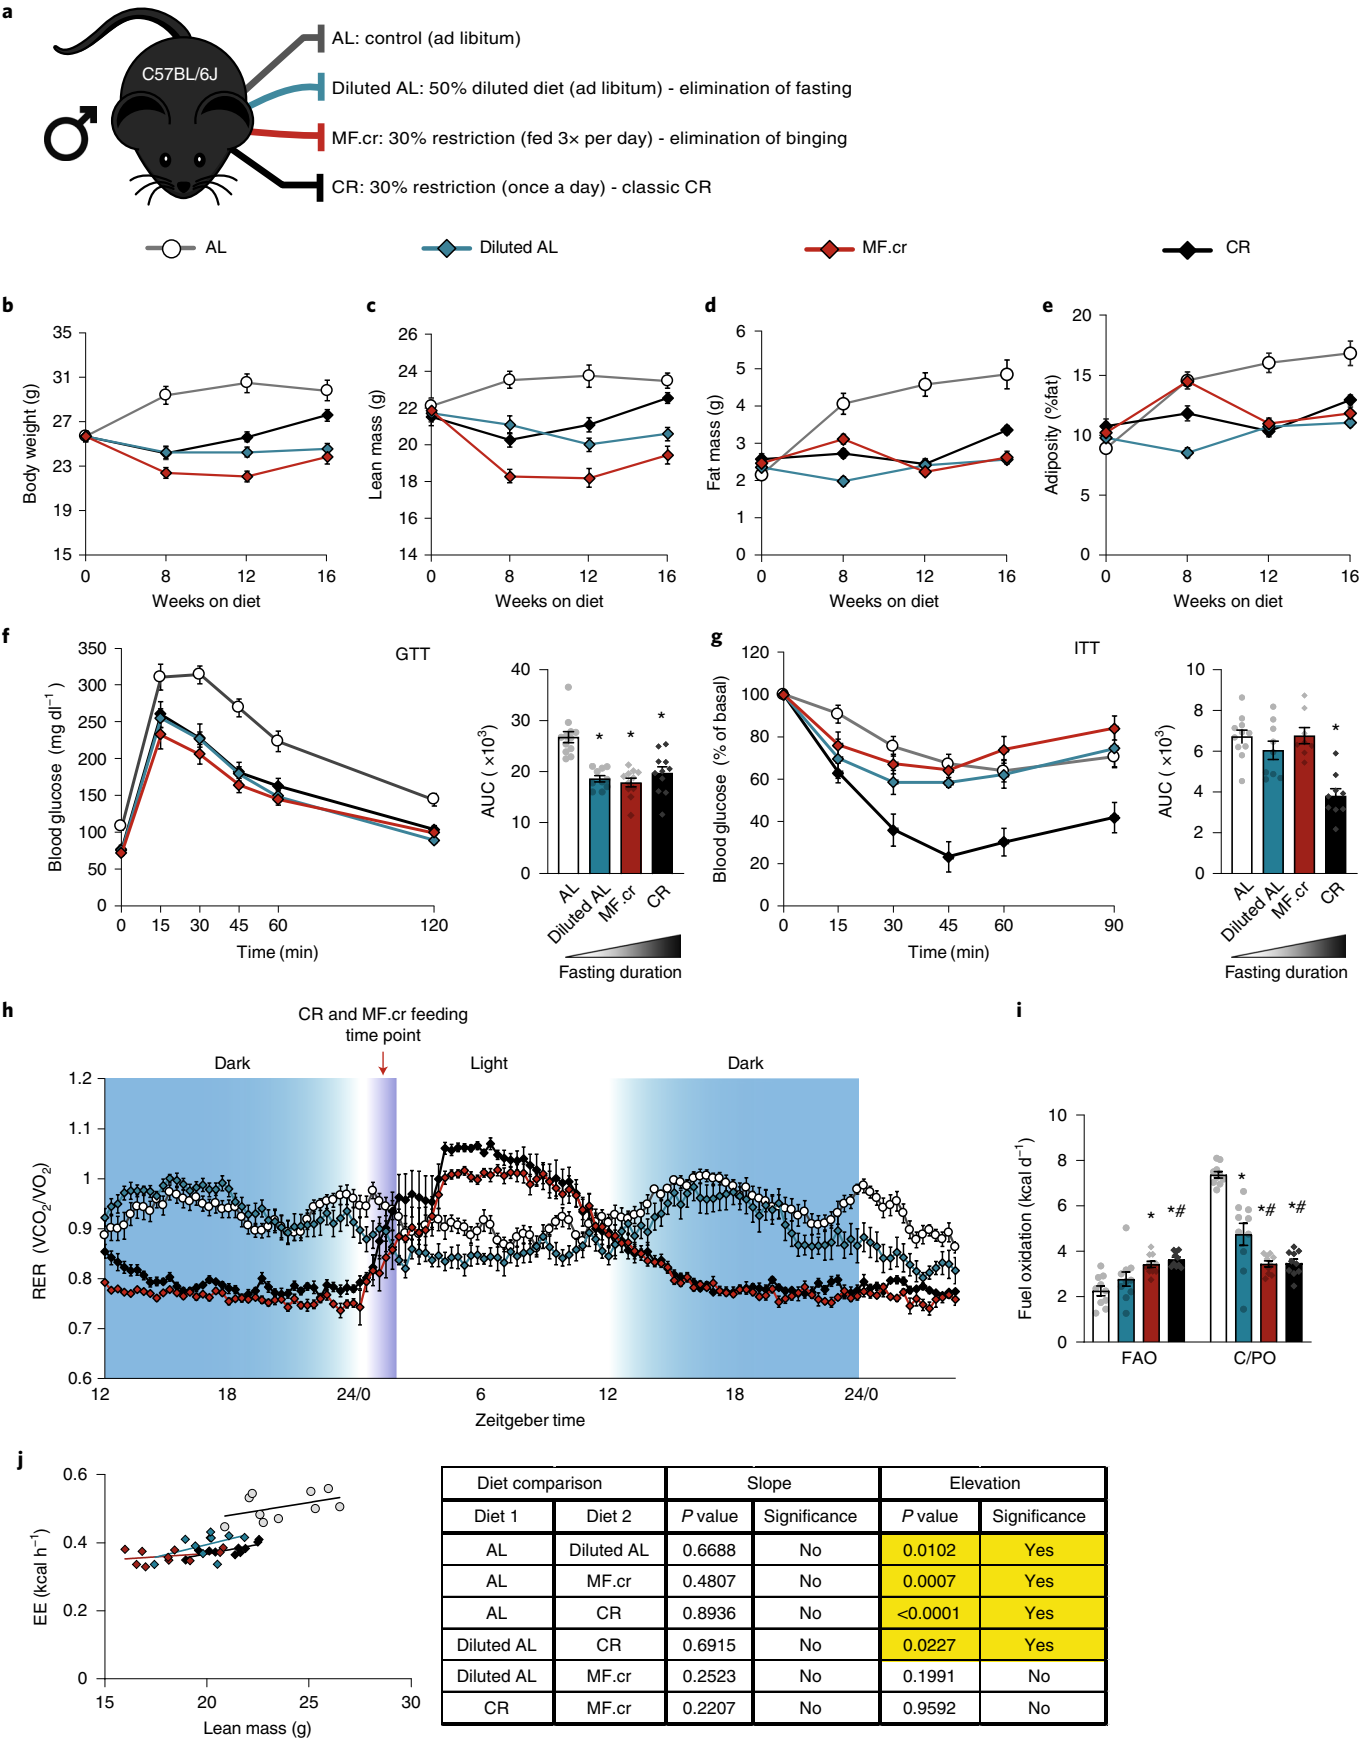 a
C57BL/6J
AL: control (ad libitum)
Diluted AL: 50% diluted diet (ad libitum) - elimination of fasting
MF.cr: 30% restriction (fed 3× per day) - elimination of binging
CR: 30% restriction (once a day) - classic CR
AL
Diluted AL
MF.cr
CR
b
Body weight (g)
35
31
27
23
19
15
0 8 12 16
Weeks on diet
c
Lean mass (g)
26
24
22
20
18
16
14
0 8 12 16
Weeks on diet
d
Fat mass (g)
6
5
4
3
2
1
0
0 8 12 16
Weeks on diet
e
Adiposity (%fat)
20
15
10
5
0
0 8 12 16
Weeks on diet
f
GTT
Blood glucose (mg dl⁻¹)
350
300
250
200
150
100
50
0
0 15 30 45 60 120
Time (min)
AUC (×10³)
40
30
20
10
0
* * *
AL
Diluted AL
MF.cr
CR
Fasting duration
g
ITT
Blood glucose (% of basal)
120
100
80
60
40
20
0
0 15 30 45 60 90
Time (min)
AUC (×10³)
10
8
6
4
2
0
*
AL
Diluted AL
MF.cr
CR
Fasting duration
h
CR and MF.cr feeding
time point
Dark Light Dark
RER (VCO₂/VO₂)
1.2
1.1
1
0.9
0.8
0.7
0.6
12 18 24/0 6 12 18 24/0
Zeitgeber time
i
Fuel oxidation (kcal d⁻¹)
10
8
6
4
2
0
* *# * *# *#
FAO C/PO
j
EE (kcal h⁻¹)
0.6
0.4
0.2
0
15 20 25 30
Lean mass (g)
Diet comparison Slope Elevation
Diet 1 Diet 2 P value Significance P value Significance
AL Diluted AL 0.6688 No 0.0102 Yes
AL MF.cr 0.4807 No 0.0007 Yes
AL CR 0.8936 No <0.0001 Yes
Diluted AL CR 0.6915 No 0.0227 Yes
Diluted AL MF.cr 0.2523 No 0.1991 No
CR MF.cr 0.2207 No 0.9592 No